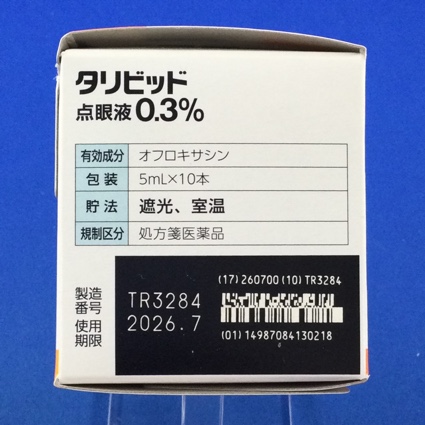 タリビッド
点眼液0.3%
有効成分 オフロキサシン
包装 5mL×10本
貯法 遮光、室温
規制区分 処方箋医薬品
(17)260700(10)TR3284
製造番号 TR3284
使用期限 2026.7
(01)14987084130218